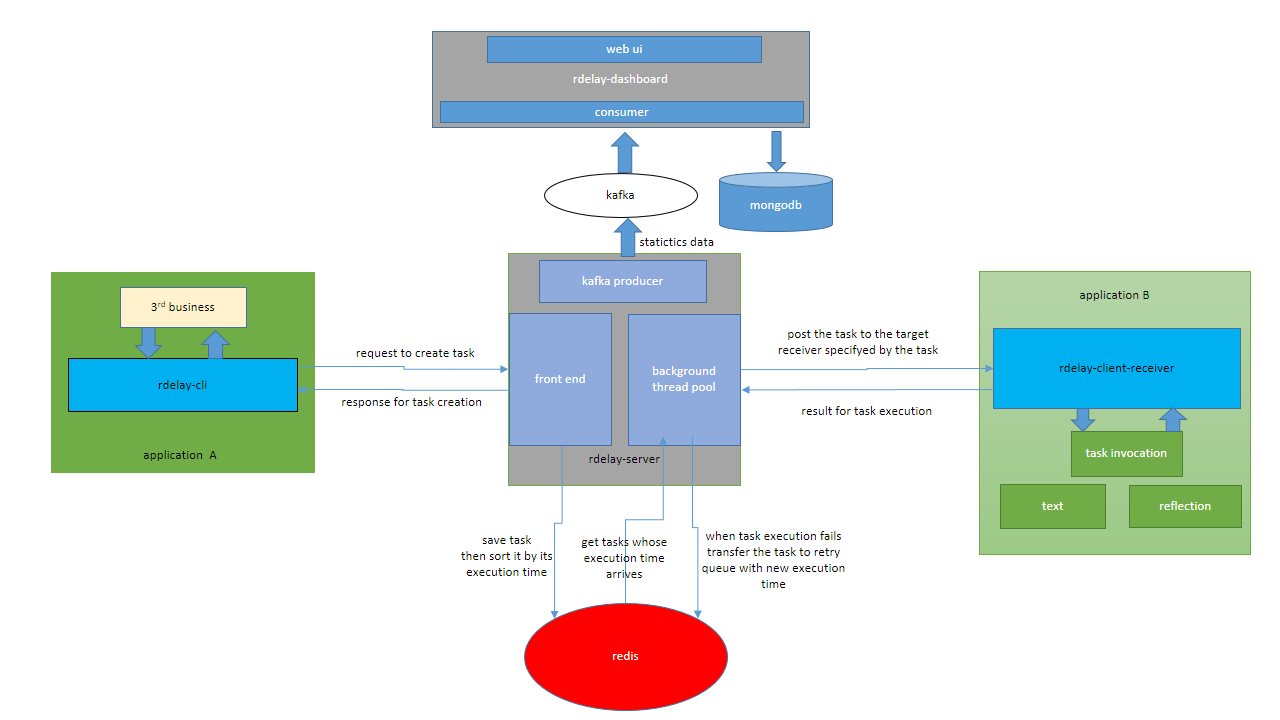 web ui
rdelay-dashboard
consumer
kafka
mongodb
statictics data
kafka producer
3rd business
rdelay-cli
application A
request to create task
response for task creation
front end
background
thread pool
rdelay-server
post the task to the target
receiver specifyed by the task
result for task execution
application B
rdelay-client-receiver
task invocation
text
reflection
save task
then sort it by its
execution time
get tasks whose
execution time
arrives
when task execution fails
transfer the task to retry
queue with new execution
time
redis